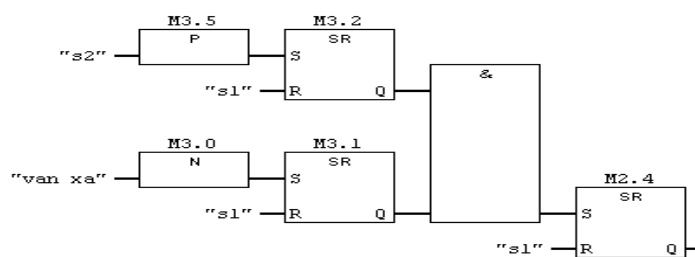 M3.5 M3.2
P SR
"s2" S
"s1" R Q &
M3.0 M3.1
N SR
"van xa" S M2.4
SR
"s1" R Q S
"s1" R Q